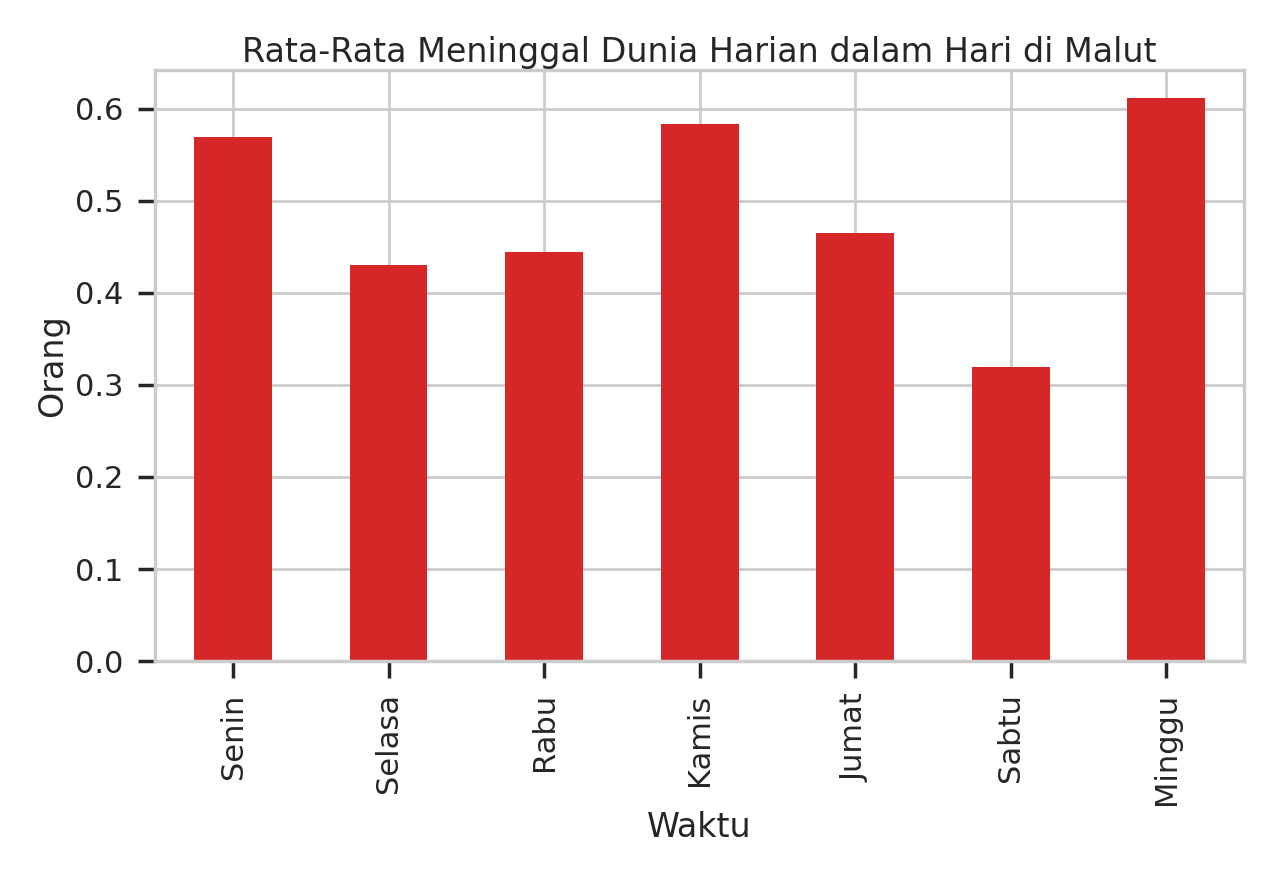 Rata-Rata Meninggal Dunia Harian dalam Hari di Malut
0.6
0.5
0.4
0.3
0.2
0.1
0.0
Orang
Senin
Selasa
Rabu
Kamis
Jumat
Sabtu
Minggu
Waktu